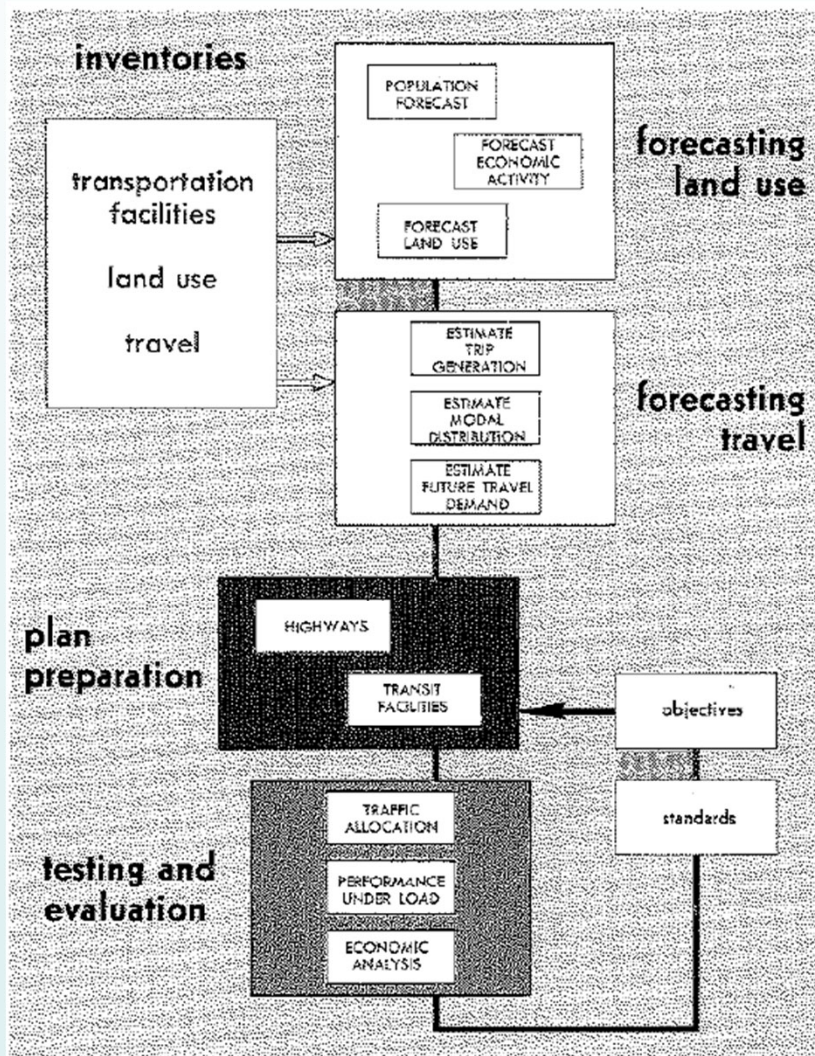 inventories
transportation
facilities
land use
travel
POPULATION
FORECAST
FORECAST
ECONOMIC
ACTIVITY
FORECAST
LAND USE
forecasting
land use
ESTIMATE
TRIP
GENERATION
ESTIMATE
MODAL
DISTRIBUTION
ESTIMATE
FUTURE TRAVEL
DEMAND
forecasting
travel
plan
preparation
HIGHWAYS
TRANSIT
FACILITIES
objectives
standards
testing and
evaluation
TRAFFIC
ALLOCATION
PERFORMANCE
UNDER LOAD
ECONOMIC
ANALYSIS